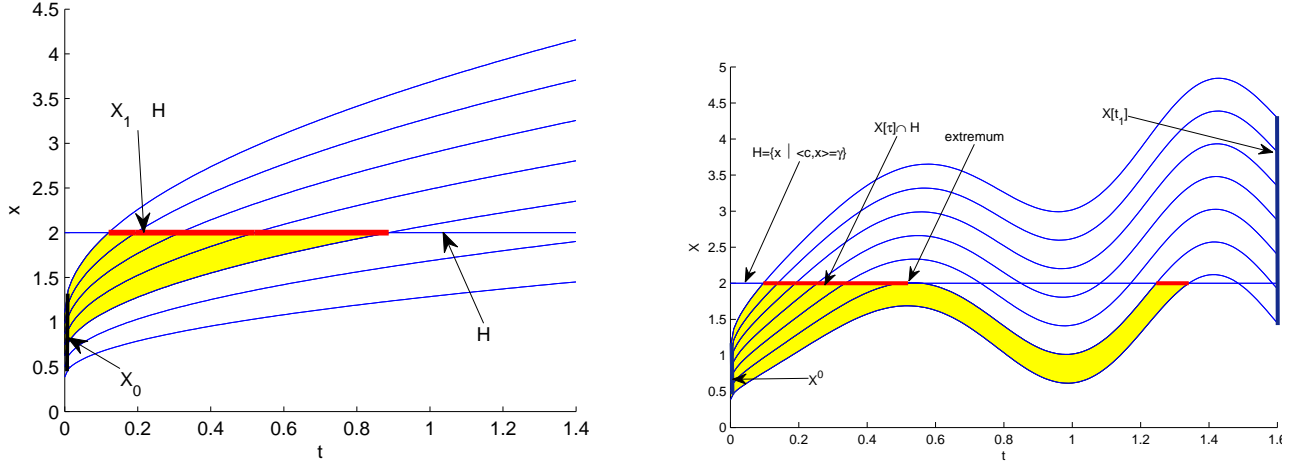 4.5
4
3.5
3
2.5
2
1.5
1
0.5
0
x
X1 H
H
X0
0 0.2 0.4 0.6 0.8 1 1.2 1.4
t
5
4.5
4
3.5
3
2.5
2
1.5
1
0.5
0
X
H={x | <c,x>=γ}
X[τ]∩ H
extremum
X[t1]
X0
0 0.2 0.4 0.6 0.8 1 1.2 1.4 1.6
t